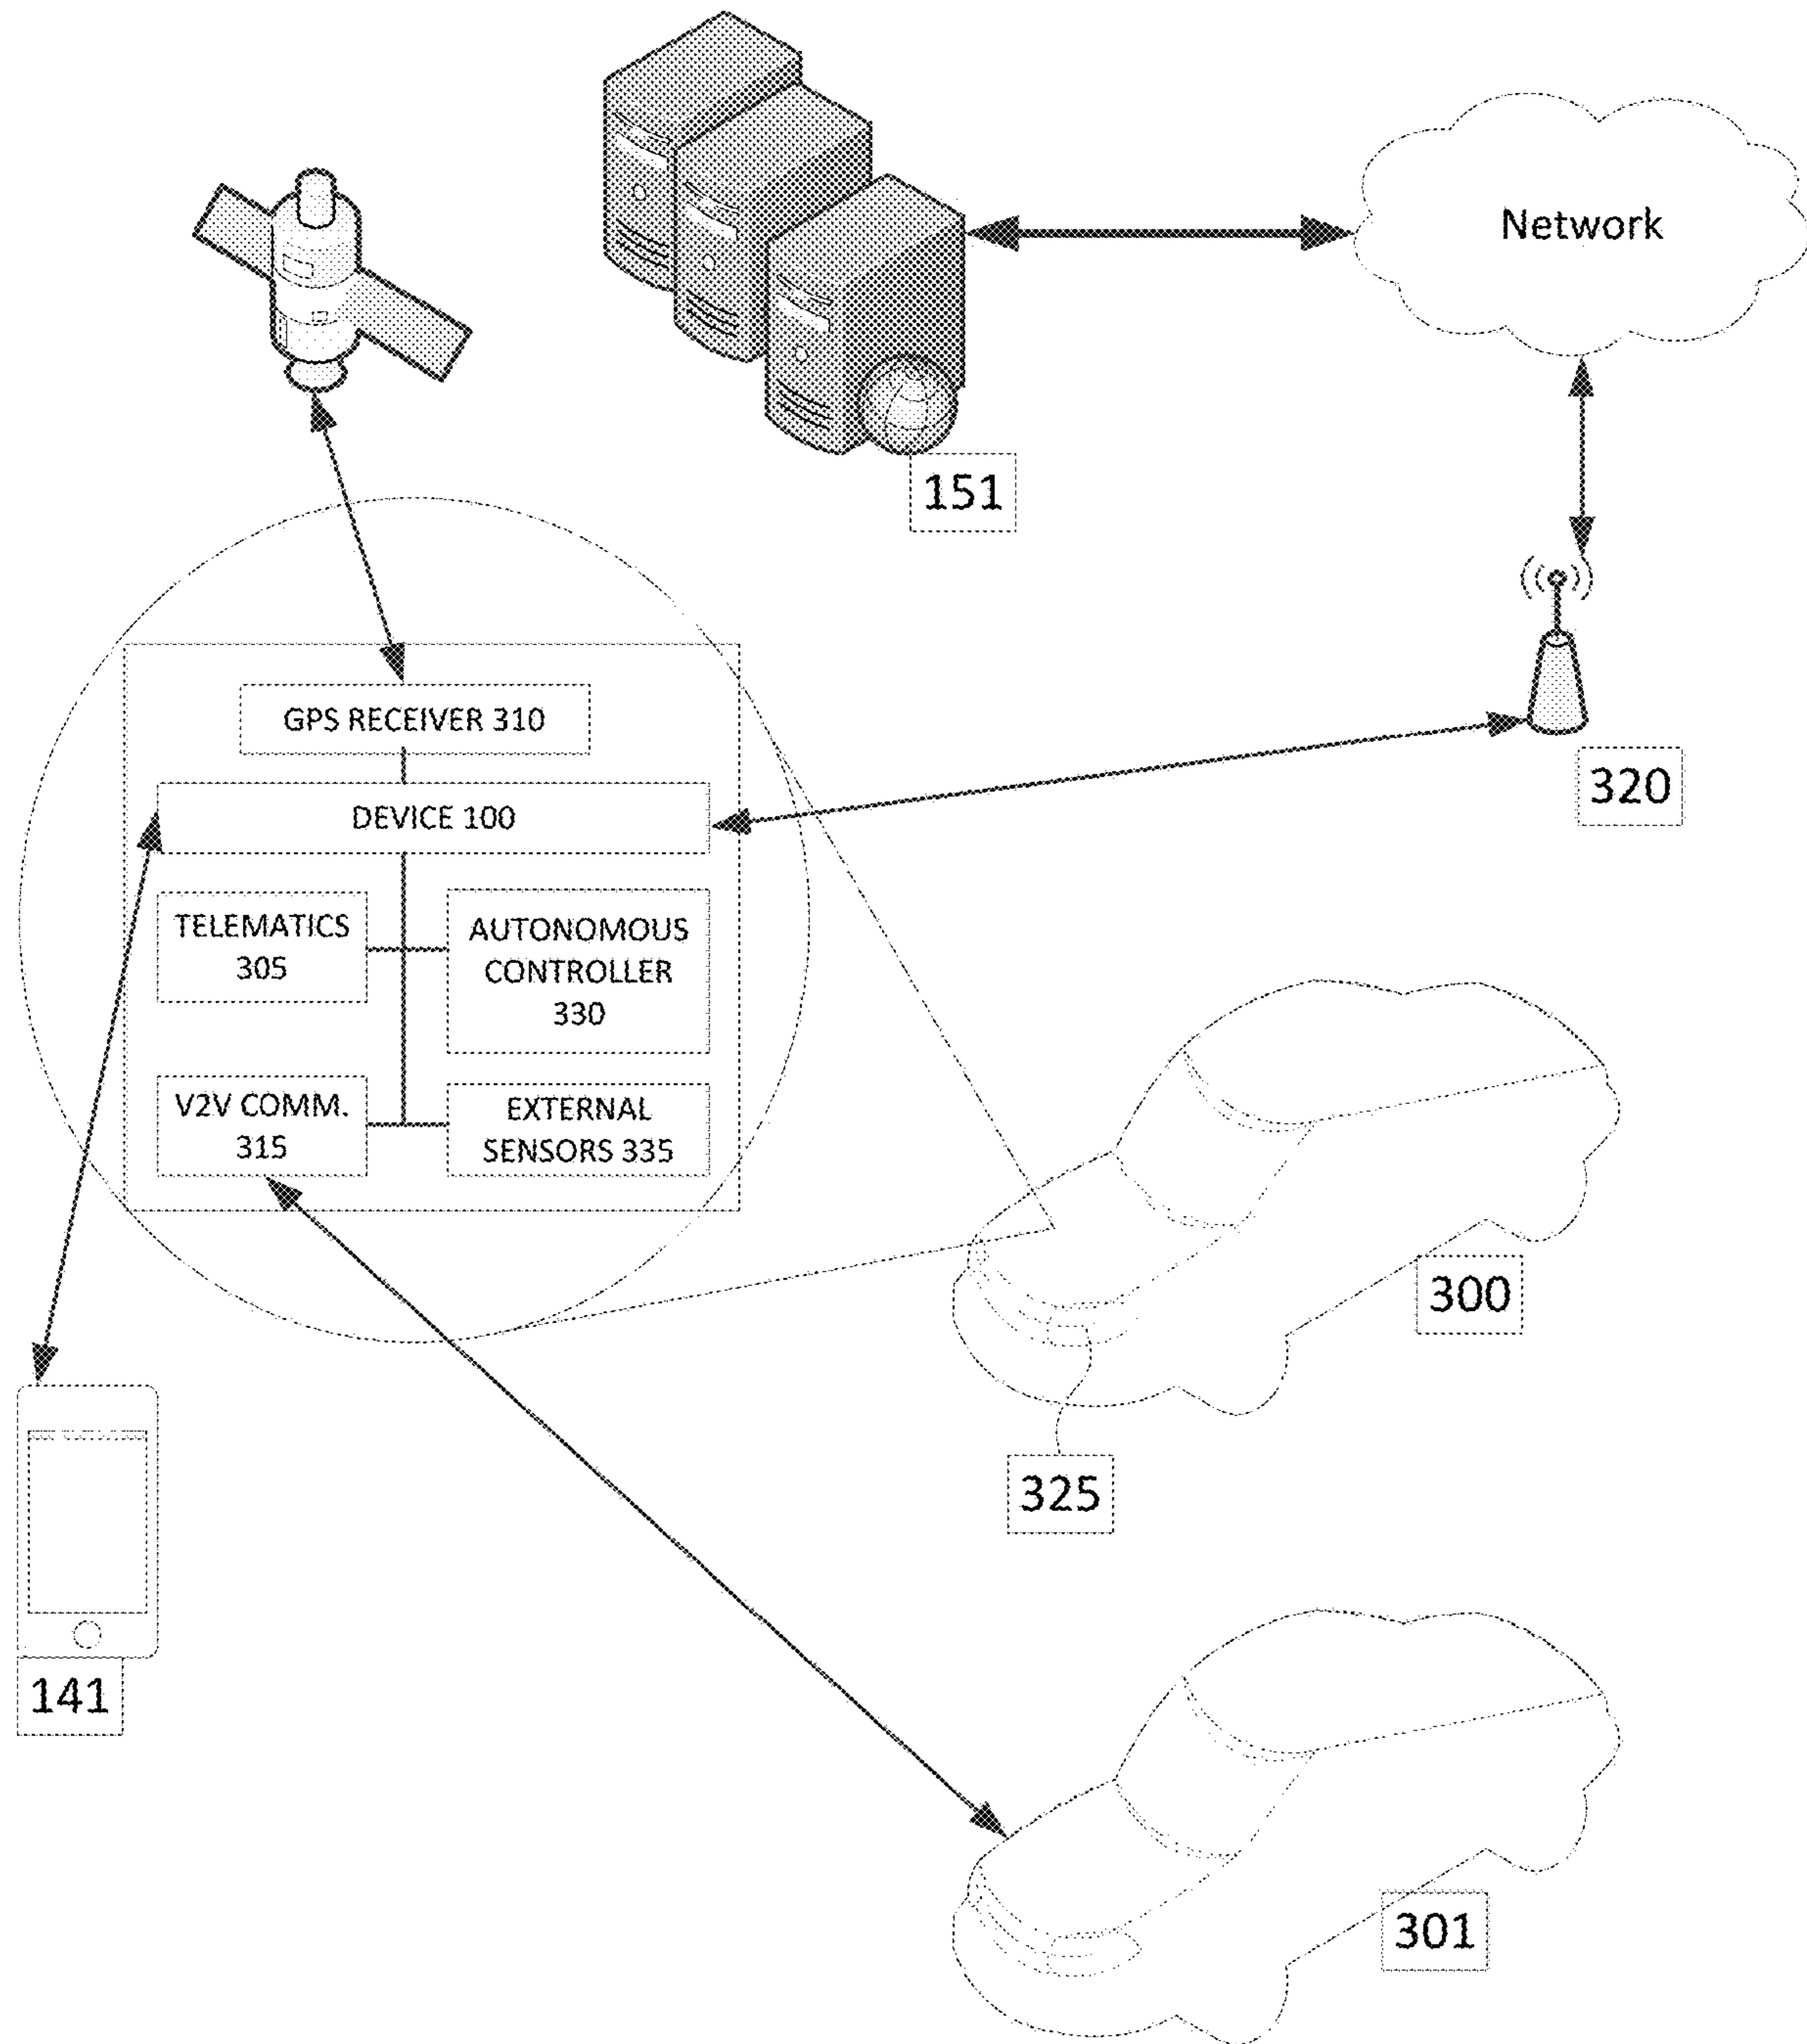 Network
151
GPS RECEIVER 310
320
DEVICE 100
TELEMATICS
305
AUTONOMOUS
CONTROLLER
330
V2V COMM.
315
EXTERNAL
SENSORS 335
300
325
141
301